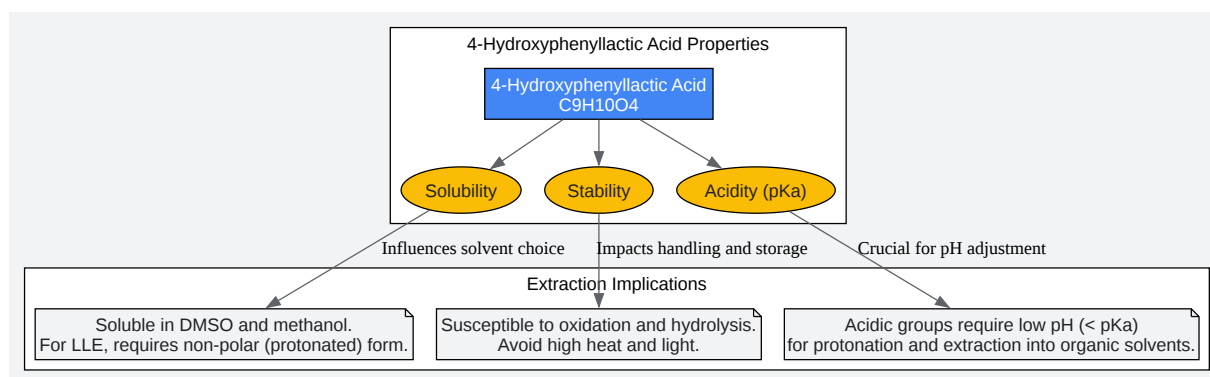 4-Hydroxyphenyllactic Acid Properties
4-Hydroxyphenyllactic Acid
C9H10O4
Solubility
Stability
Acidity (pKa)
Influences solvent choice
Impacts handling and storage
Crucial for pH adjustment
Extraction Implications
Soluble in DMSO and methanol.
For LLE, requires non-polar (protonated) form.
Susceptible to oxidation and hydrolysis.
Avoid high heat and light.
Acidic groups require low pH (< pKa)
for protonation and extraction into organic solvents.